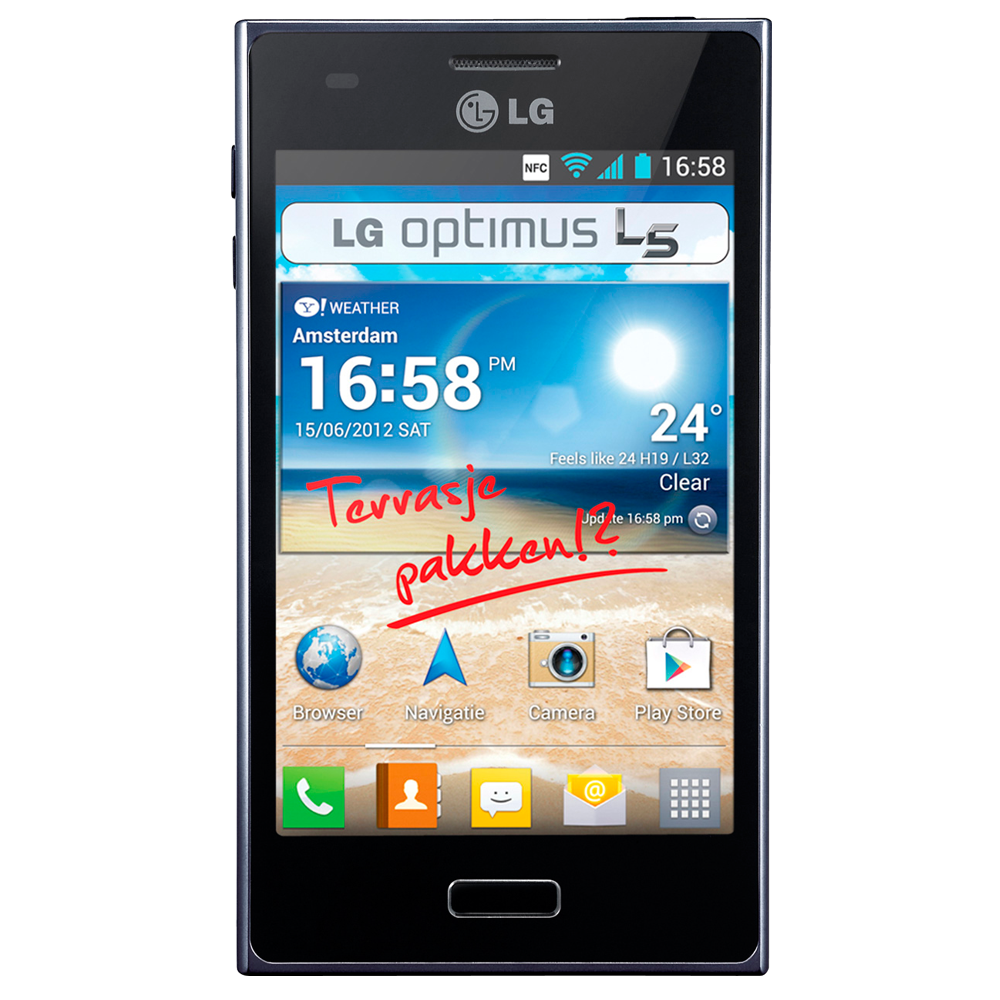 LG
NFC 16:58
LG optimus L5
Y! WEATHER
Amsterdam
16:58 PM
15/06/2012 SAT
24°
Feels like 24 H19 / L32
Clear
Update 16:58 pm
Terrasje
pakken!?
Browser Navigatie Camera Play Store
@